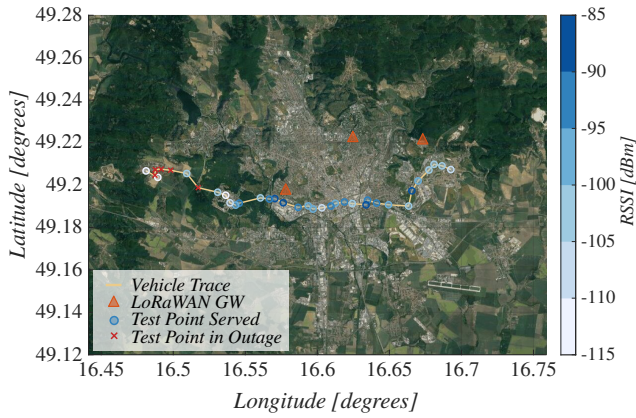 49.28
49.26
49.24
49.22
49.2
49.18
49.16
49.14
49.12
Latitude [degrees]
16.45 16.5 16.55 16.6 16.65 16.7 16.75
Longitude [degrees]
Vehicle Trace
LoRaWAN GW
Test Point Served
Test Point in Outage
-85
-90
-95
-100
-105
-110
-115
RSSI [dBm]